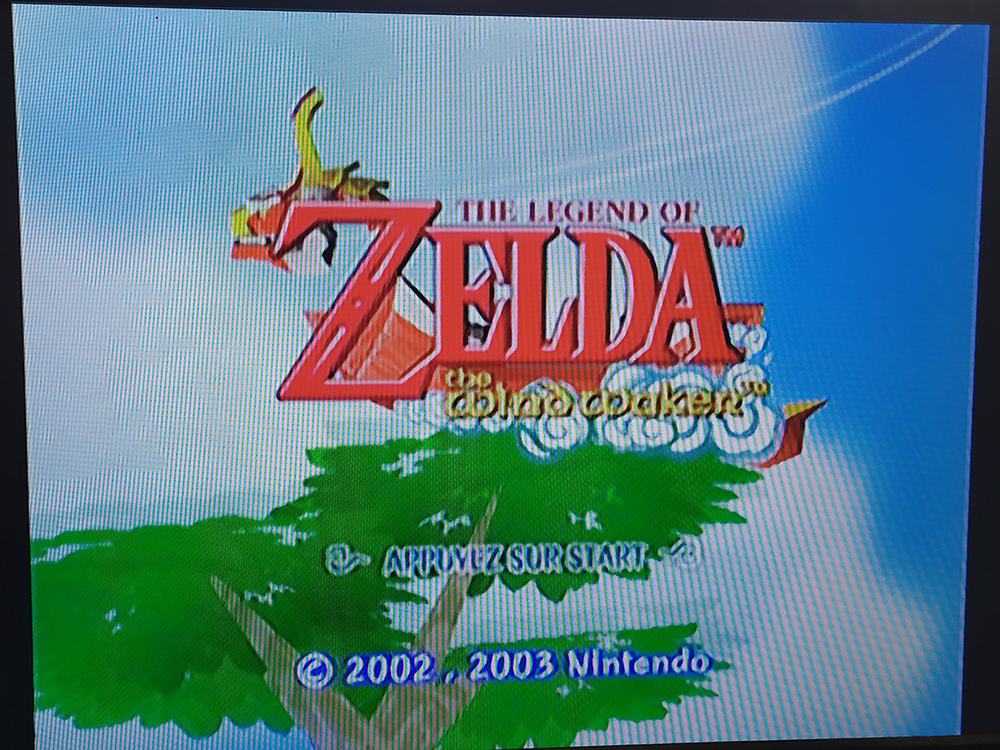 THE LEGEND OF
ZELDA™
the
Wind Waker™
APPUYEZ SUR START
© 2002, 2003 Nintendo